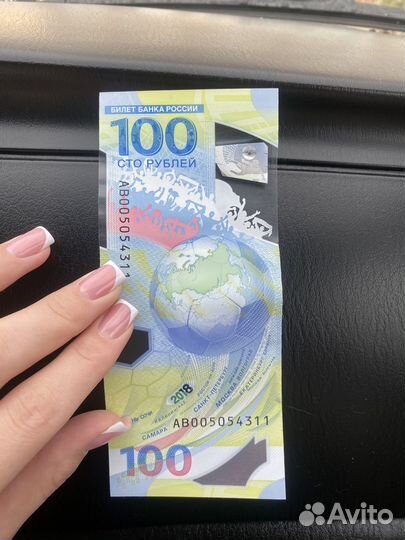 БИЛЕТ БАНКА РОССИИ
100
СТО РУБЛЕЙ
АВ005054311
2018
САНКТ-ПЕТЕРБУРГ
МОСКВА
САМАРА
АВ005054311
100
Avito